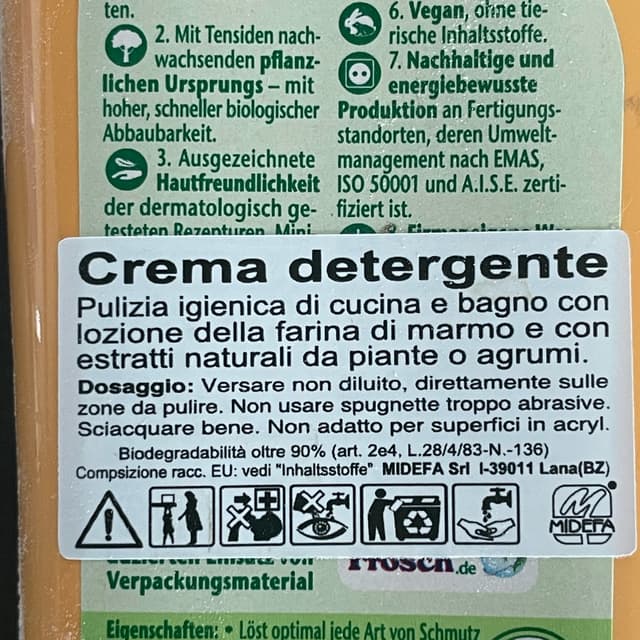 ten.
2. Mit Tensiden nach-
wachsenden pflanz-
lichen Ursprungs – mit
hoher, schneller biologischer
Abbaubarkeit.
3. Ausgezeichnete
Hautfreundlichkeit
der dermatologisch ge-
testeten Rezepturen. Mini
6. Vegan, ohne tie-
rische Inhaltsstoffe.
7. Nachhaltige und
energiebewusste
Produktion an Fertigungs-
standorten, deren Umwelt-
management nach EMAS,
ISO 50001 und A.I.S.E. zerti-
fiziert ist.
Crema detergente
Pulizia igienica di cucina e bagno con
lozione della farina di marmo e con
estratti naturali da piante o agrumi.
Dosaggio: Versare non diluito, direttamente sulle
zone da pulire. Non usare spugnette troppo abrasive.
Sciacquare bene. Non adatto per superfici in acryl.
Biodegradabilità oltre 90% (art. 2e4, L.28/4/83-N.-136)
Compsizione racc. EU: vedi "Inhaltsstoffe" MIDEFA Srl I-39011 Lana(BZ)
MIDEFA
Einsatz von
Verpackungsmaterial
Frosch.de
Eigenschaften: • Löst optimal jede Art von Schmutz